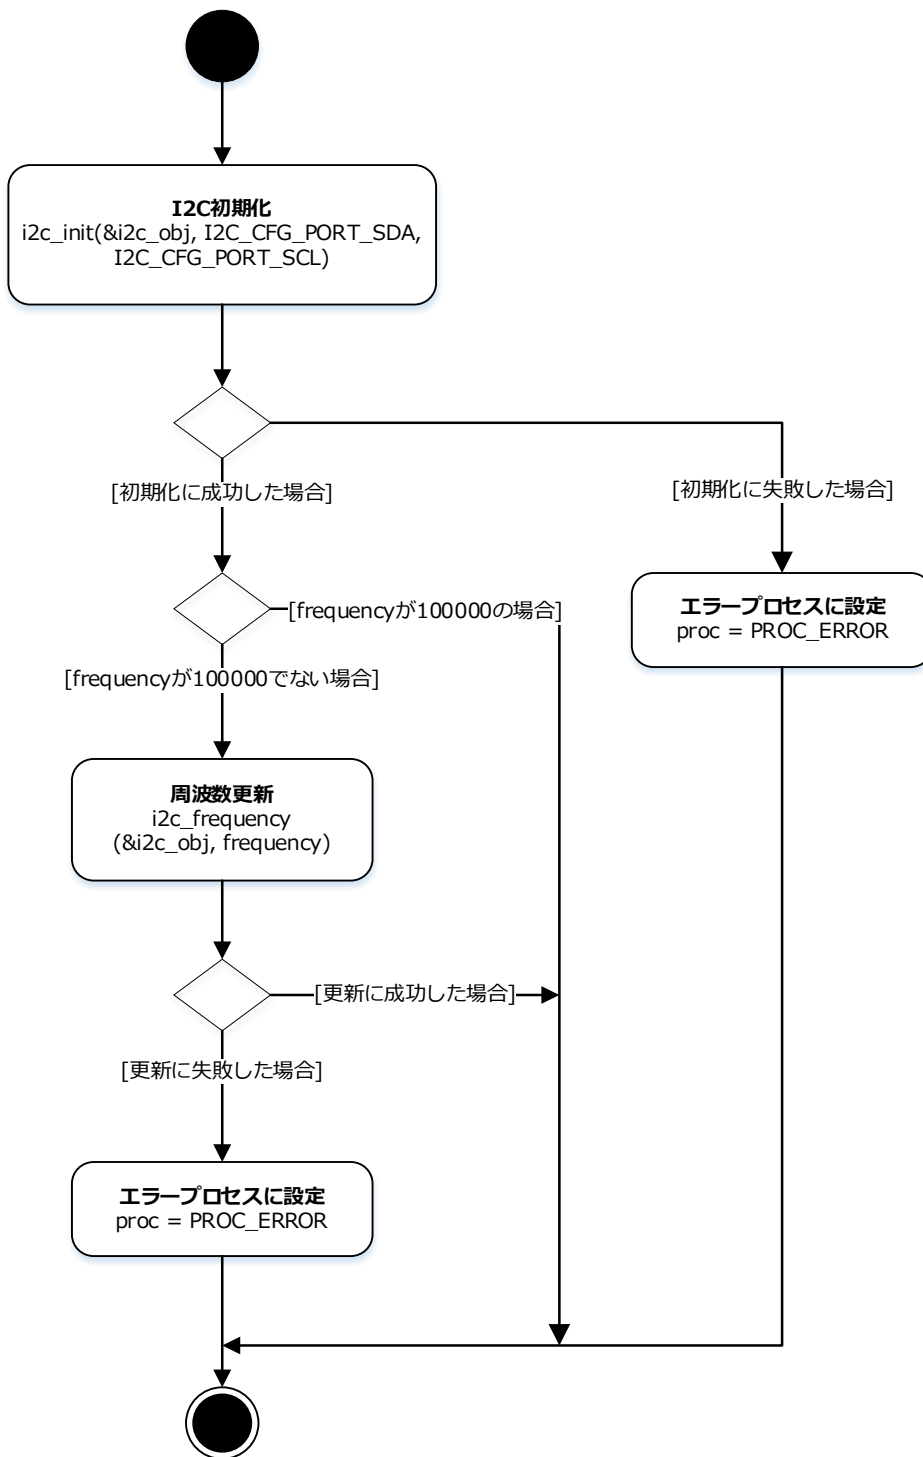 I2C初期化
i2c_init(&i2c_obj, I2C_CFG_PORT_SDA,
I2C_CFG_PORT_SCL)
[初期化に成功した場合]
[初期化に失敗した場合]
[frequencyが100000の場合]
エラープロセスに設定
proc = PROC_ERROR
[frequencyが100000でない場合]
周波数更新
i2c_frequency
(&i2c_obj, frequency)
[更新に成功した場合]
[更新に失敗した場合]
エラープロセスに設定
proc = PROC_ERROR